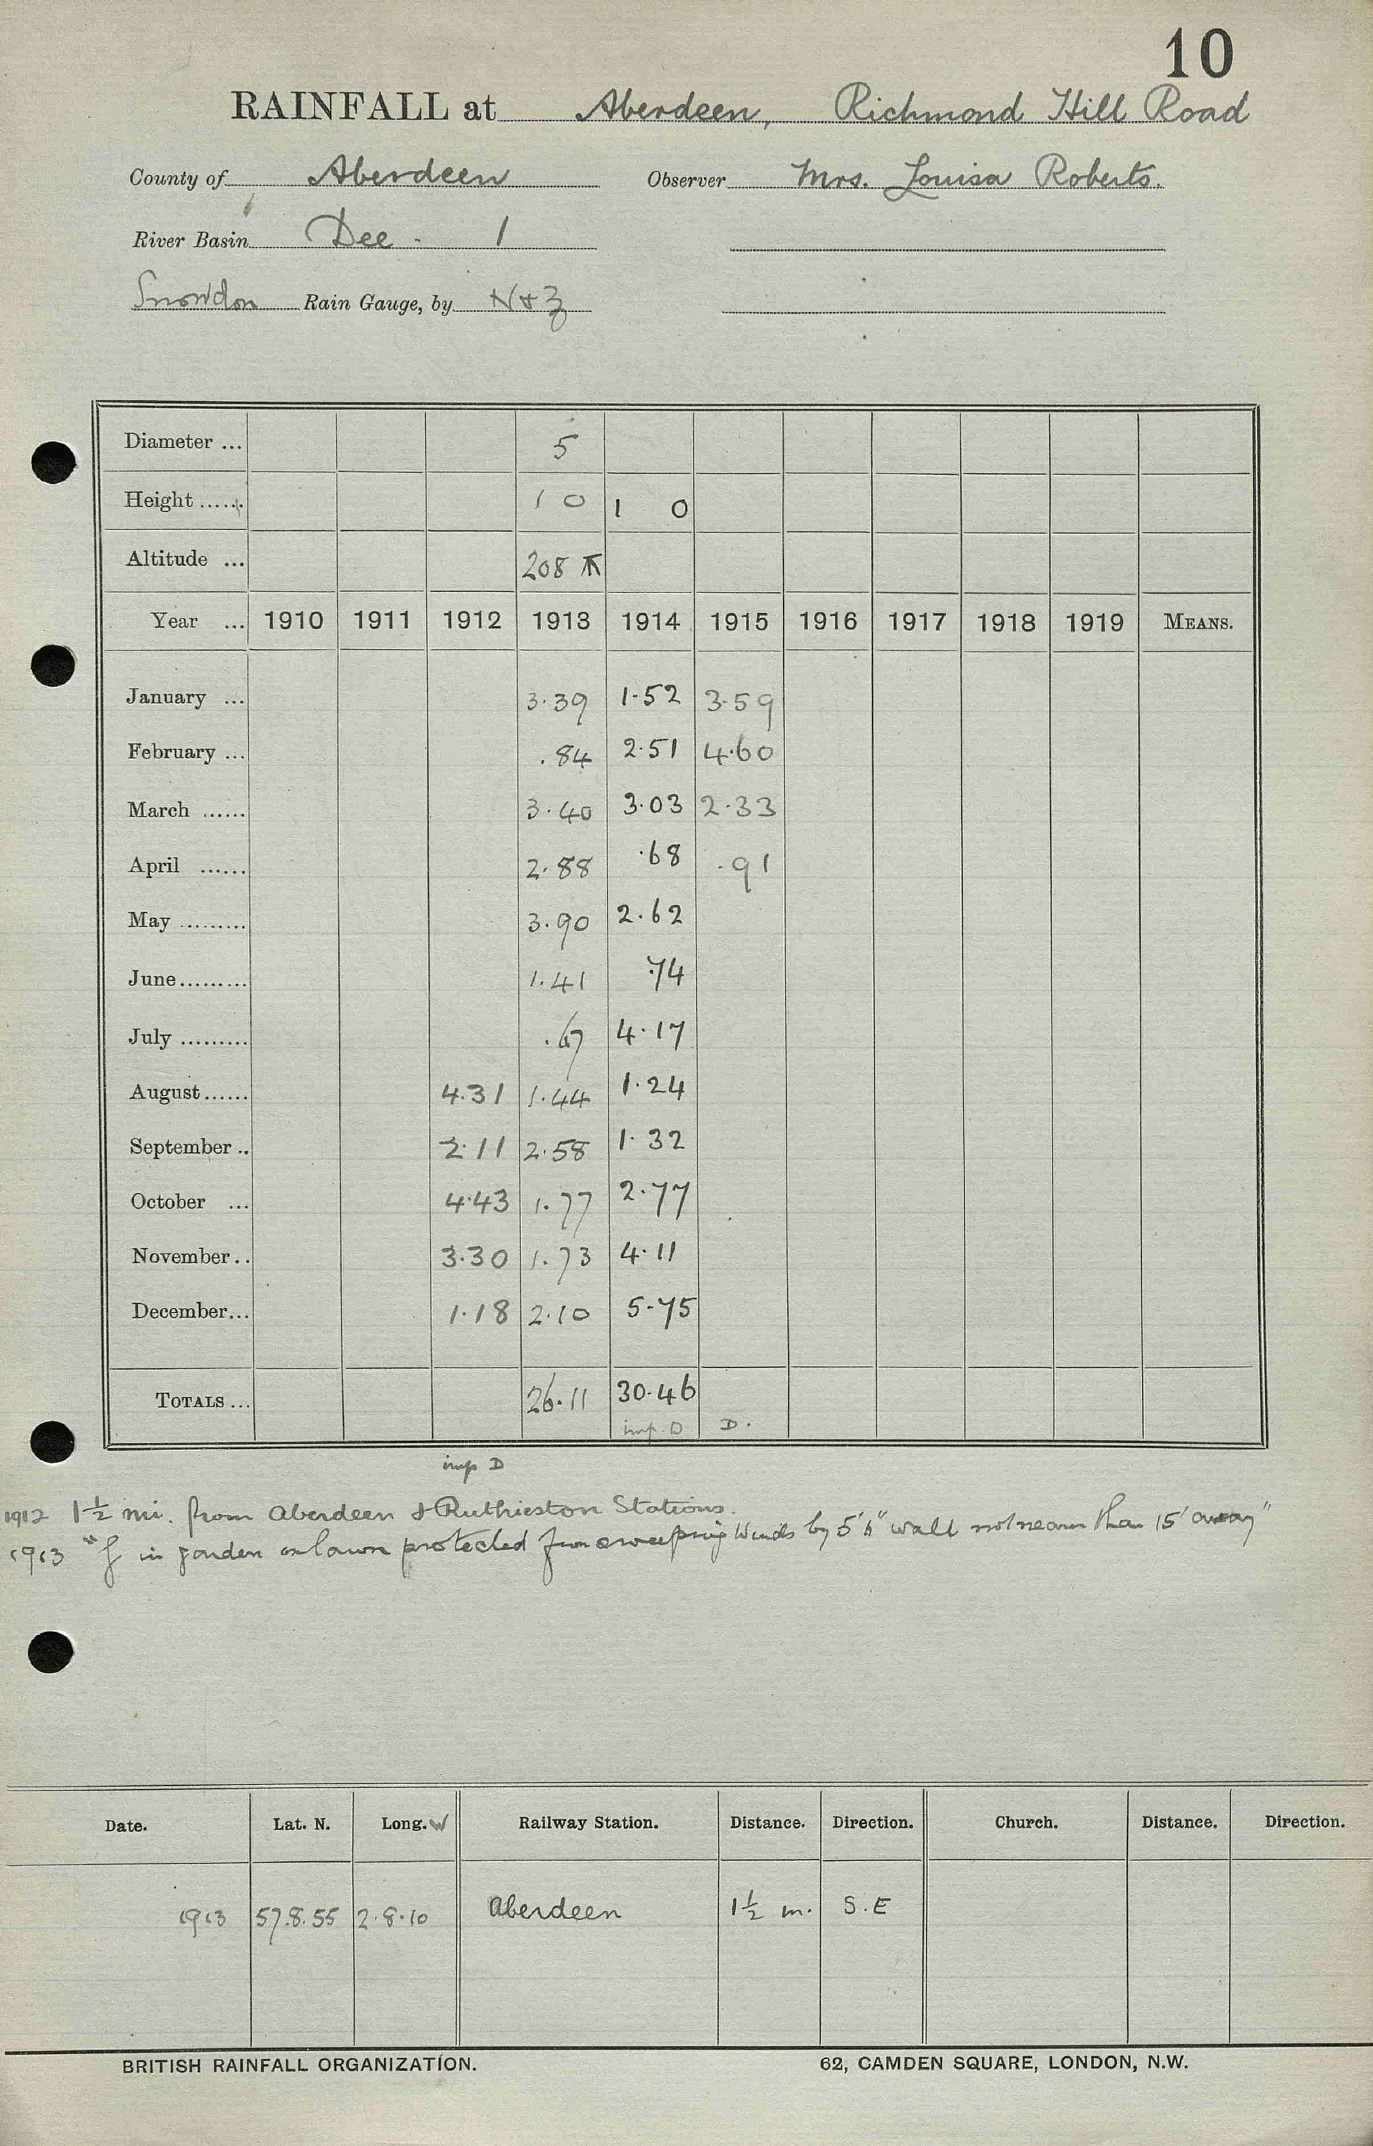 10
RAINFALL at Aberdeen, Richmond Hill Road
County of Aberdeen Observer Mrs. Louisa Roberts.
River Basin Dee - 1
Snowdon Rain Gauge, by N & Z
Diameter ... 5
Height ...... 1 0 1 0
Altitude ... 208
Year ... 1910 1911 1912 1913 1914 1915 1916 1917 1918 1919 MEANS.
January ... 3.39 1.52 3.59
February ... .84 2.51 4.60
March ...... 3.40 3.03 2.33
April ...... 2.88 .68 .91
May ......... 3.90 2.62
June......... 1.41 .74
July ......... .67 4.17
August...... 4.31 1.44 1.24
September .. 2.11 2.58 1.32
October ... 4.43 1.77 2.77
November.. 3.30 1.73 4.11
December... 1.18 2.10 5.75
TOTALS ... 26.11 30.46
imp. D D.
imp D
1912 1½ mi. from Aberdeen & Ruthrieston Stations.
1913 " in garden on lawn protected from sweeping winds by 5'6" wall not nearer than 15' away"
Date. Lat. N. Long. W Railway Station. Distance. Direction. Church. Distance. Direction.
1913 57.8.55 2.8.10 Aberdeen 1½ m. S.E
BRITISH RAINFALL ORGANIZATION. 62, CAMDEN SQUARE, LONDON, N.W.